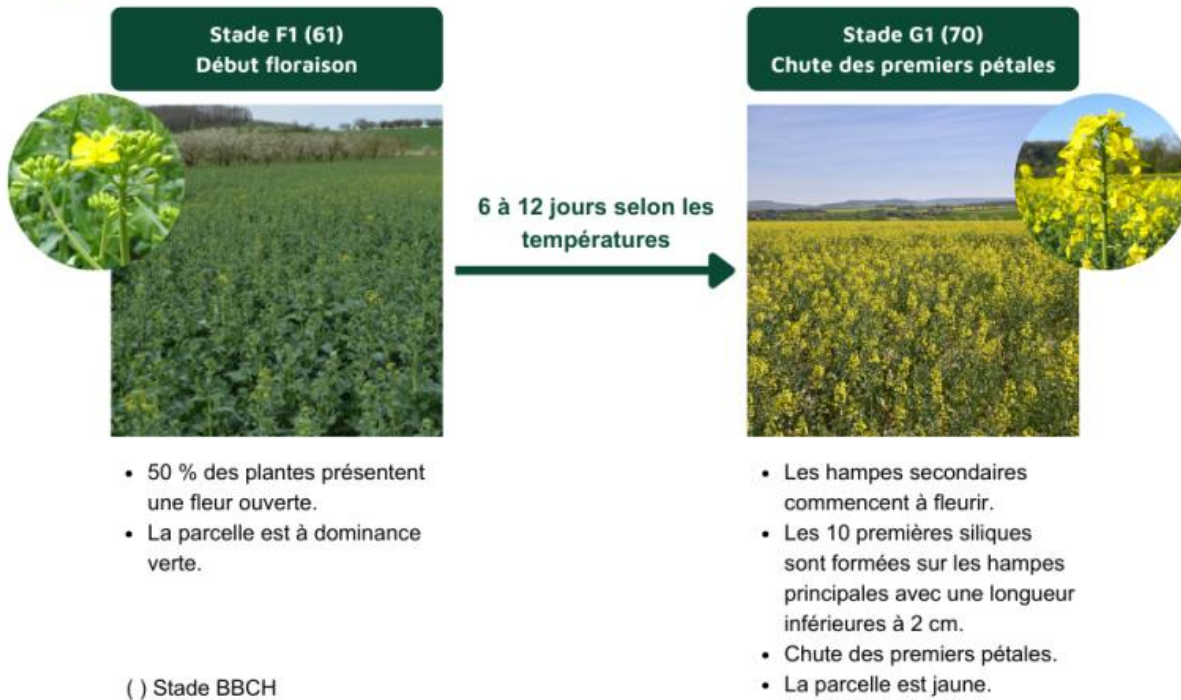 Stade F1 (61)
Début floraison
Stade G1 (70)
Chute des premiers pétales
6 à 12 jours selon les
températures
• 50 % des plantes présentent
une fleur ouverte.
• La parcelle est à dominance
verte.
• Les hampes secondaires
commencent à fleurir.
• Les 10 premières siliques
sont formées sur les hampes
principales avec une longueur
inférieures à 2 cm.
• Chute des premiers pétales.
• La parcelle est jaune.
( ) Stade BBCH